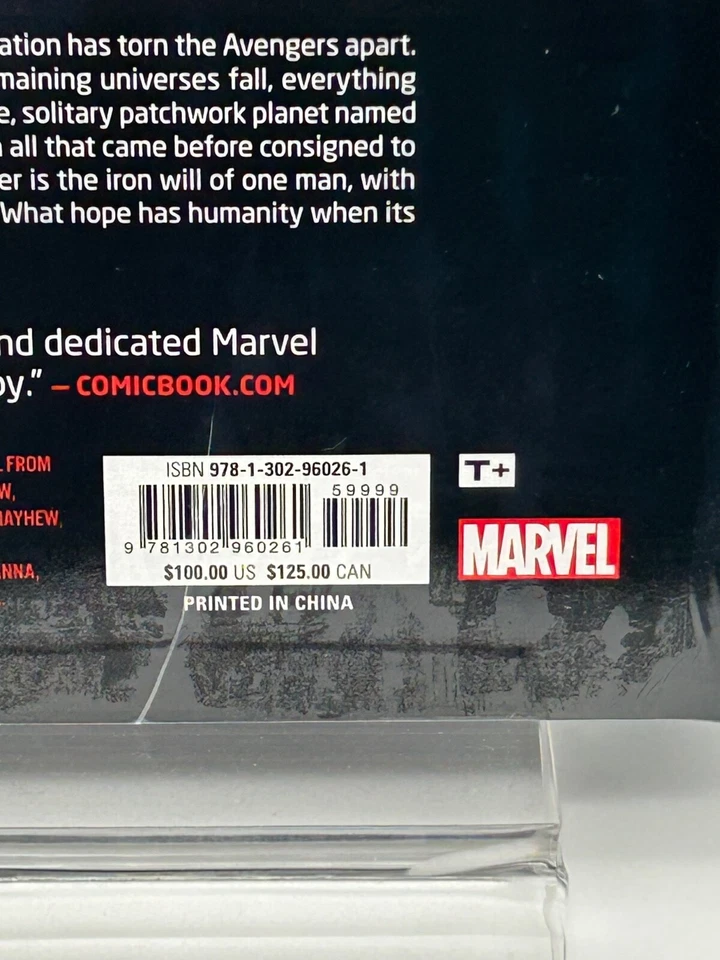 ation has torn the Avengers apart.
maining universes fall, everything
e, solitary patchwork planet named
all that came before consigned to
er is the iron will of one man, with
What hope has humanity when its
nd dedicated Marvel
oy.” – COMICBOOK.COM
FROM
W,
MAYHEW,
NNA,
ISBN 978-1-302-96026-1
59999
9 781302 960261
$100.00 US $125.00 CAN
PRINTED IN CHINA
T+
MARVEL